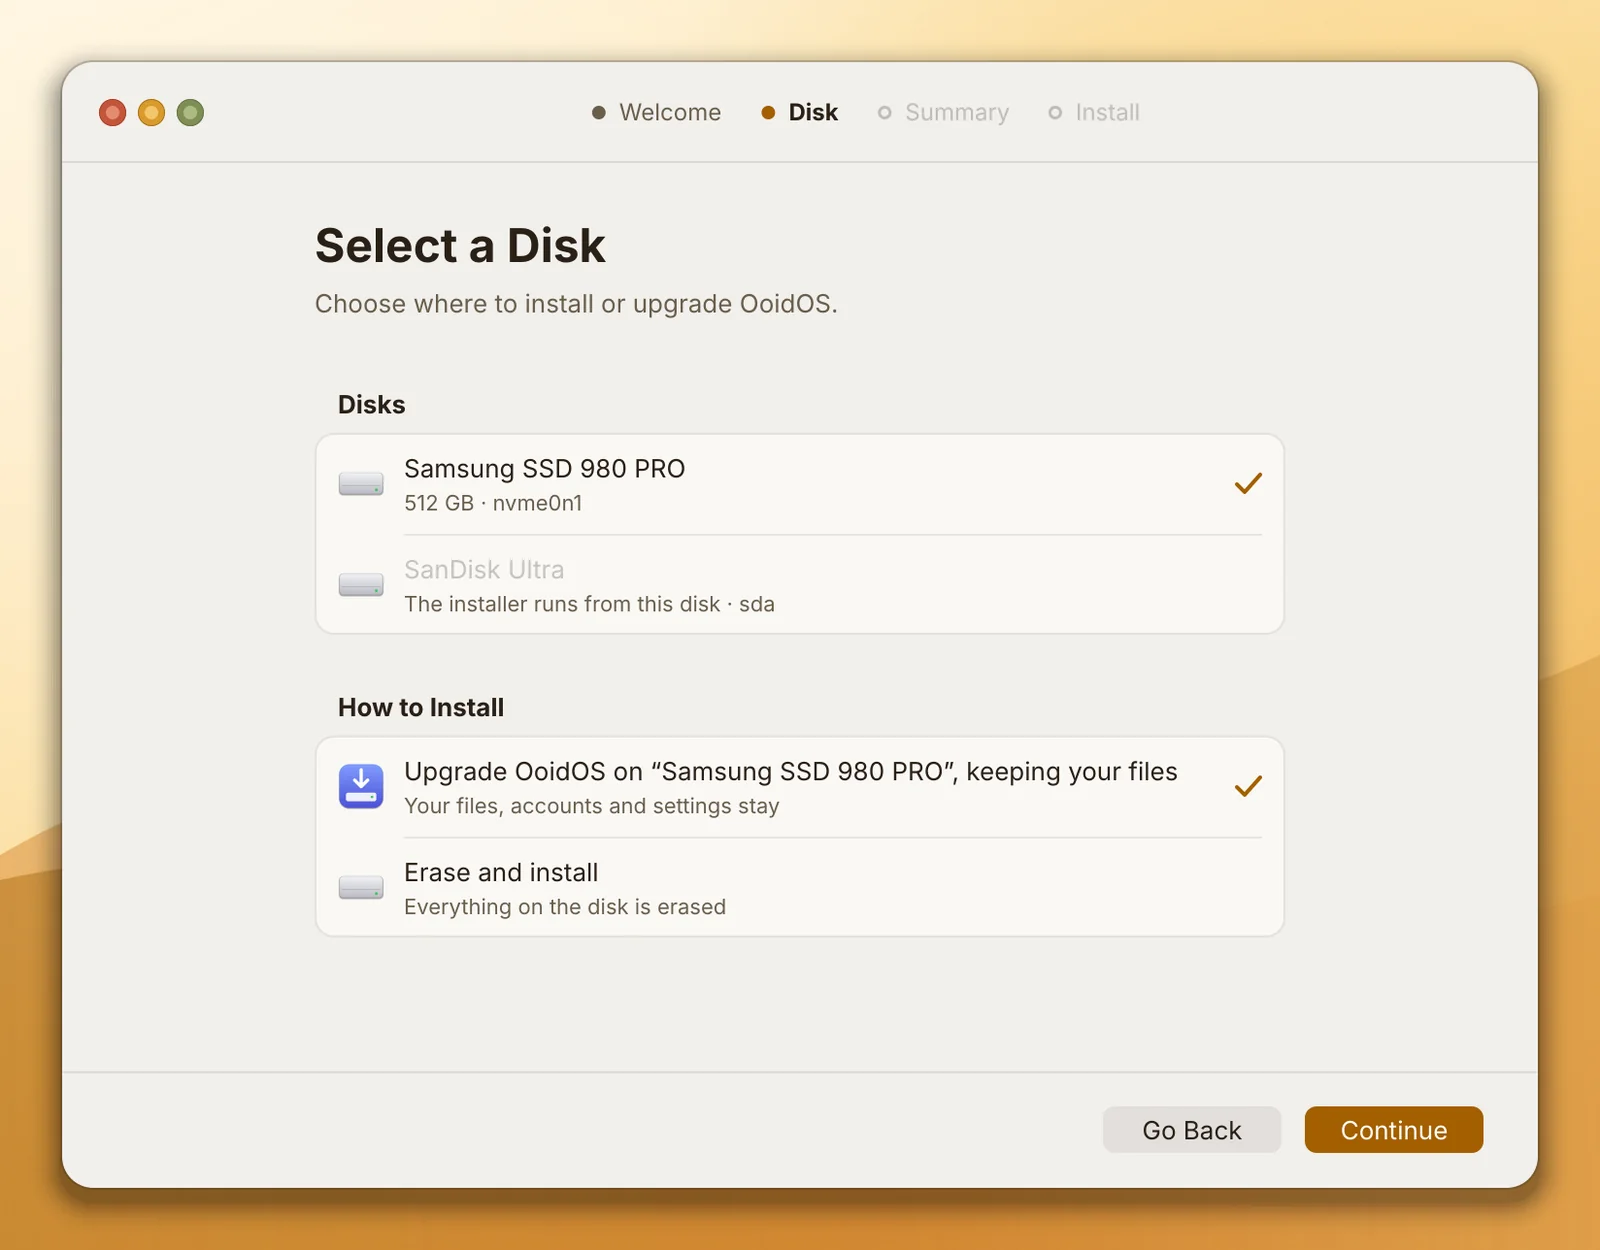 Welcome Disk Summary Install
Select a Disk
Choose where to install or upgrade OoidOS.
Disks
Samsung SSD 980 PRO
512 GB · nvme0n1
SanDisk Ultra
The installer runs from this disk · sda
How to Install
Upgrade OoidOS on “Samsung SSD 980 PRO”, keeping your files
Your files, accounts and settings stay
Erase and install
Everything on the disk is erased
Go Back Continue